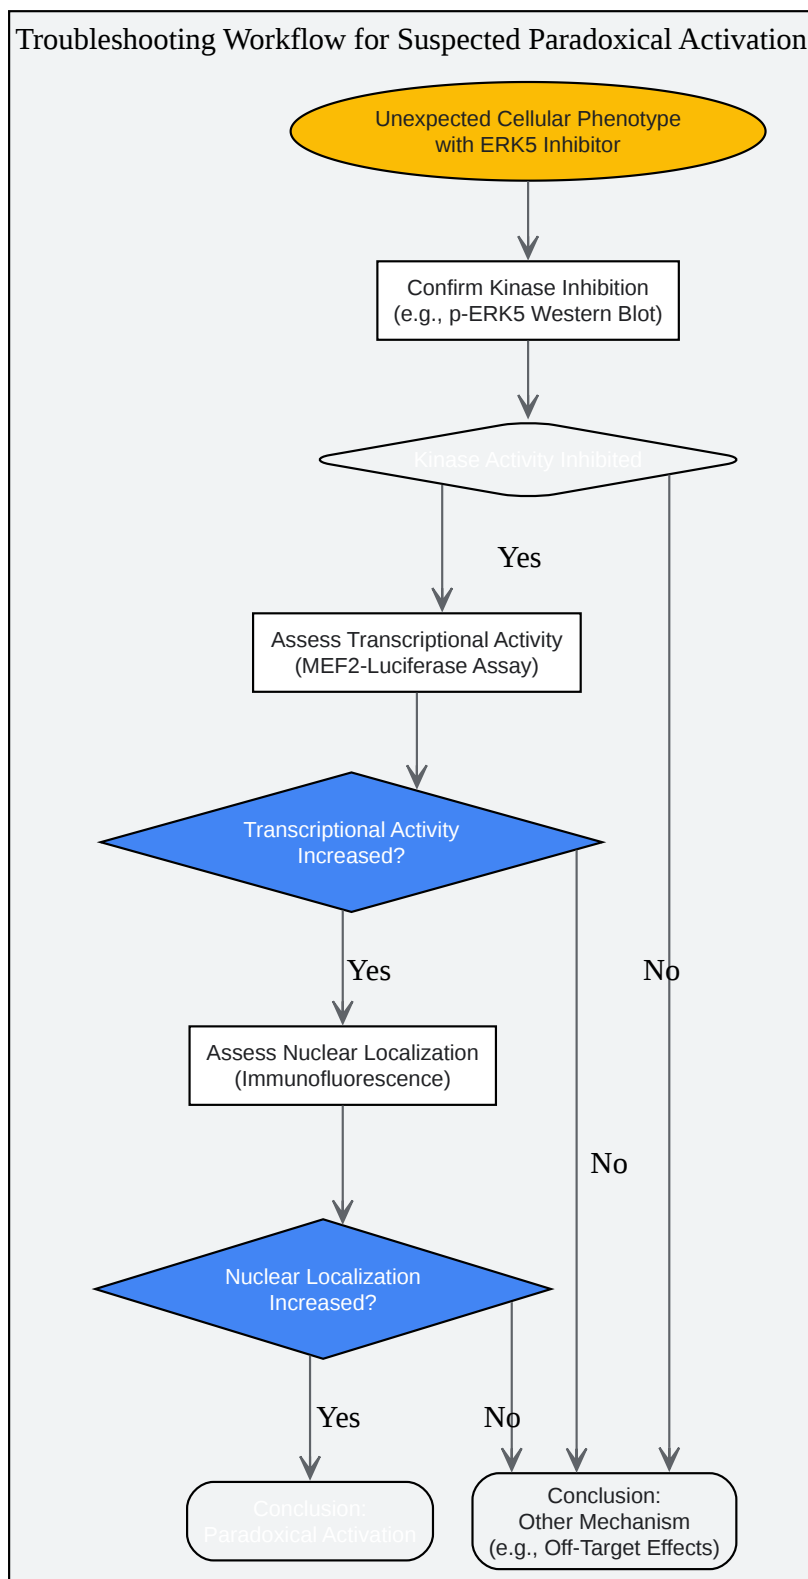 Troubleshooting Workflow for Suspected Paradoxical Activation
Unexpected Cellular Phenotype
with ERK5 Inhibitor
Confirm Kinase Inhibition
(e.g., p-ERK5 Western Blot)
Kinase Activity Inhibited
Yes
Assess Transcriptional Activity
(MEF2-Luciferase Assay)
Transcriptional Activity
Increased?
Yes
No
Assess Nuclear Localization
(Immunofluorescence)
No
Nuclear Localization
Increased?
Yes
No
Conclusion:
Paradoxical Activation
Conclusion:
Other Mechanism
(e.g., Off-Target Effects)